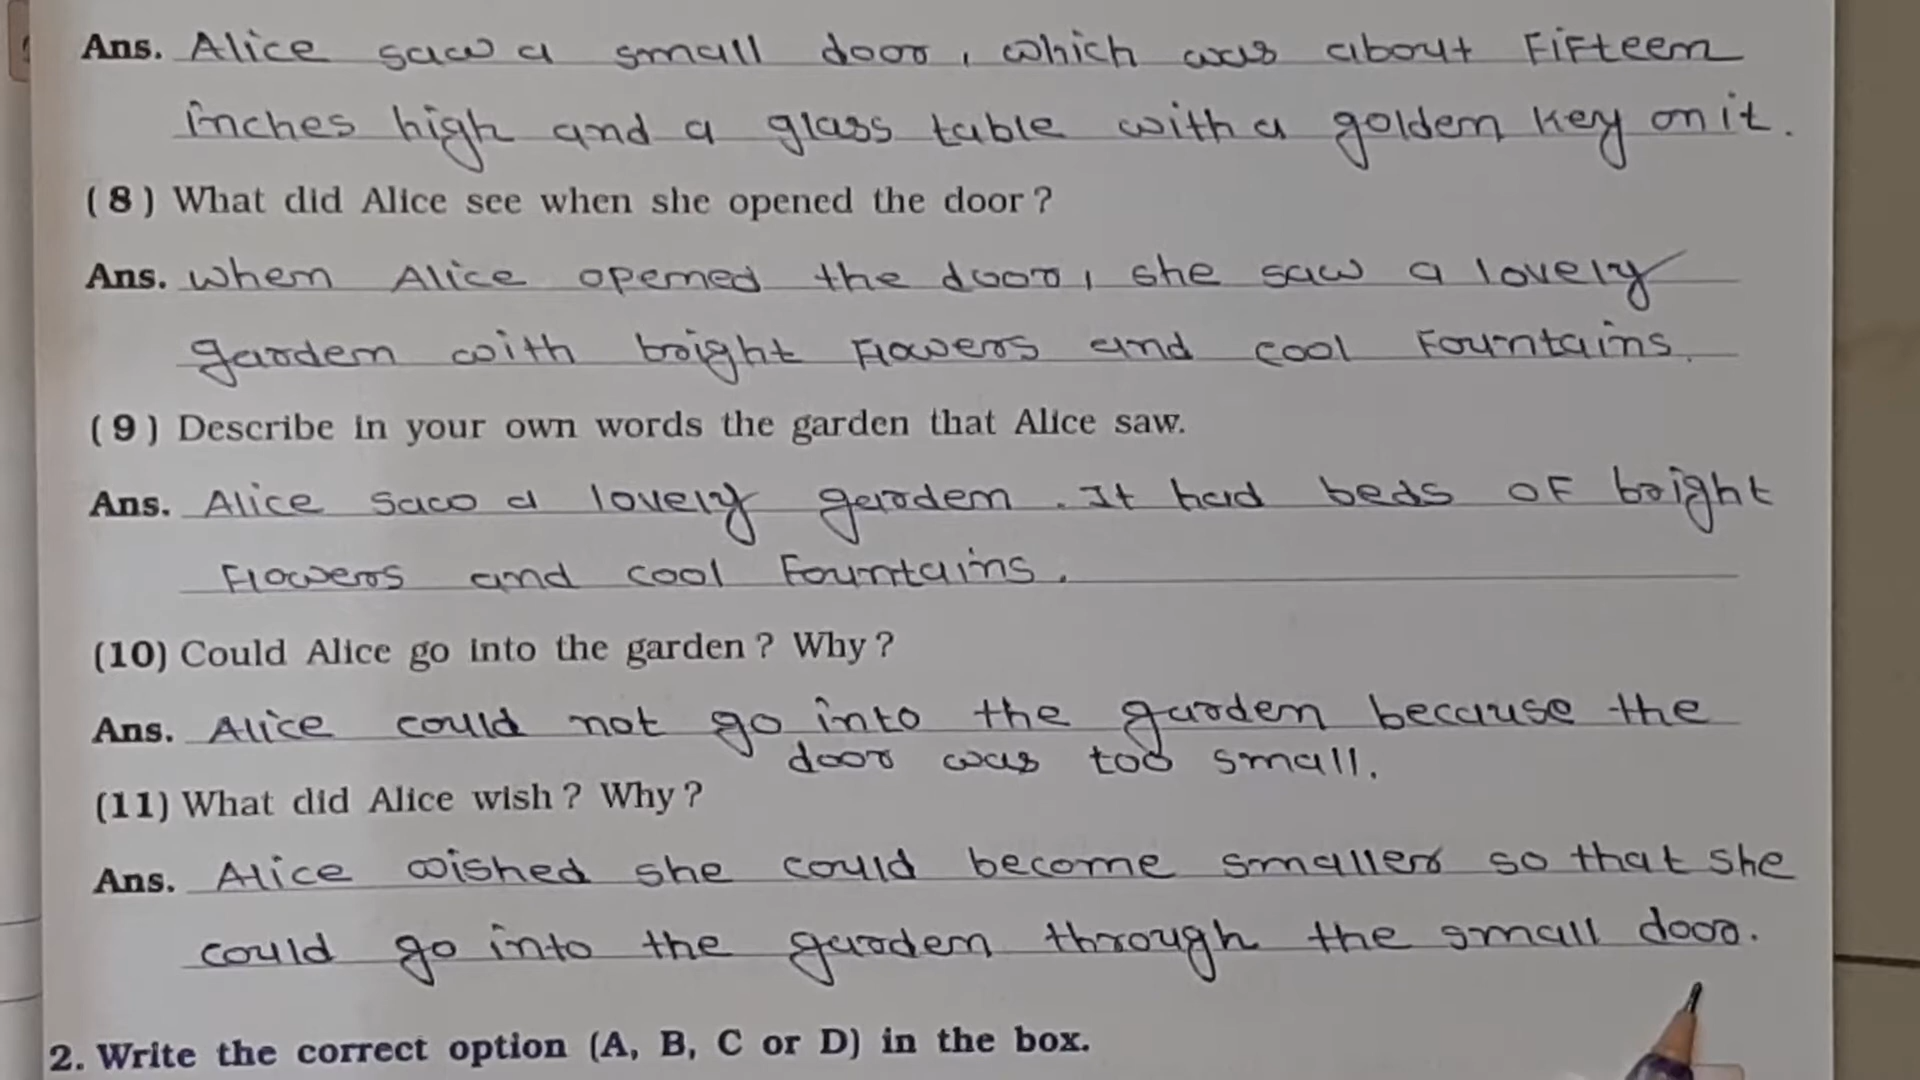 Ans. Alice saw a small door, which was about Fifteen
inches high and a glass table with a golden key on it.
(8) What did Alice see when she opened the door?
Ans. When Alice opened the door, she saw a lovely
garden with bright Flowers and cool Fountains.
(9) Describe in your own words the garden that Alice saw.
Ans. Alice saw a lovely garden. It had beds of bright
Flowers and cool Fountains.
(10) Could Alice go into the garden? Why?
Ans. Alice could not go into the garden because the
door was too small.
(11) What did Alice wish? Why?
Ans. Alice wished she could become smaller so that she
could go into the garden through the small door.
2. Write the correct option (A, B, C or D) in the box.